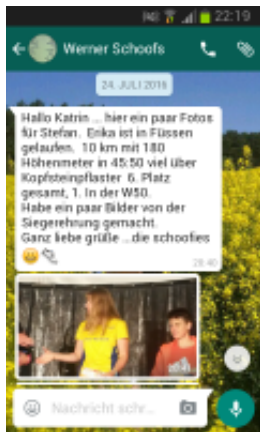 22:19
Werner Schoofs
24. JULI 2016
Hallo Katrin ... hier ein paar Fotos
für Stefan. Erika ist in Füssen
gelaufen. 10 km mit 180
Höhenmeter in 45:50 viel über
Kopfsteinpflaster 6. Platz
gesamt, 1. In der W50.
Habe ein paar Bilder von der
Siegerehrung gemacht.
Ganz liebe grüße ...die schoofies
20:40
20:41
Nachricht schr...